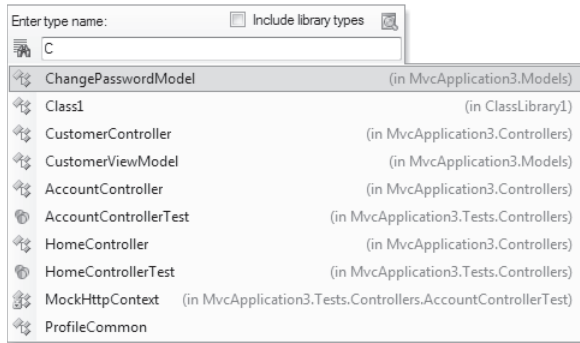 Enter type name: Include library types
C
ChangePasswordModel (in MvcApplication3.Models)
Class1 (in ClassLibrary1)
CustomerController (in MvcApplication3.Controllers)
CustomerViewModel (in MvcApplication3.Models)
AccountController (in MvcApplication3.Controllers)
AccountControllerTest (in MvcApplication3.Tests.Controllers)
HomeController (in MvcApplication3.Controllers)
HomeControllerTest (in MvcApplication3.Tests.Controllers)
MockHttpContext (in MvcApplication3.Tests.Controllers.AccountControllerTest)
ProfileCommon